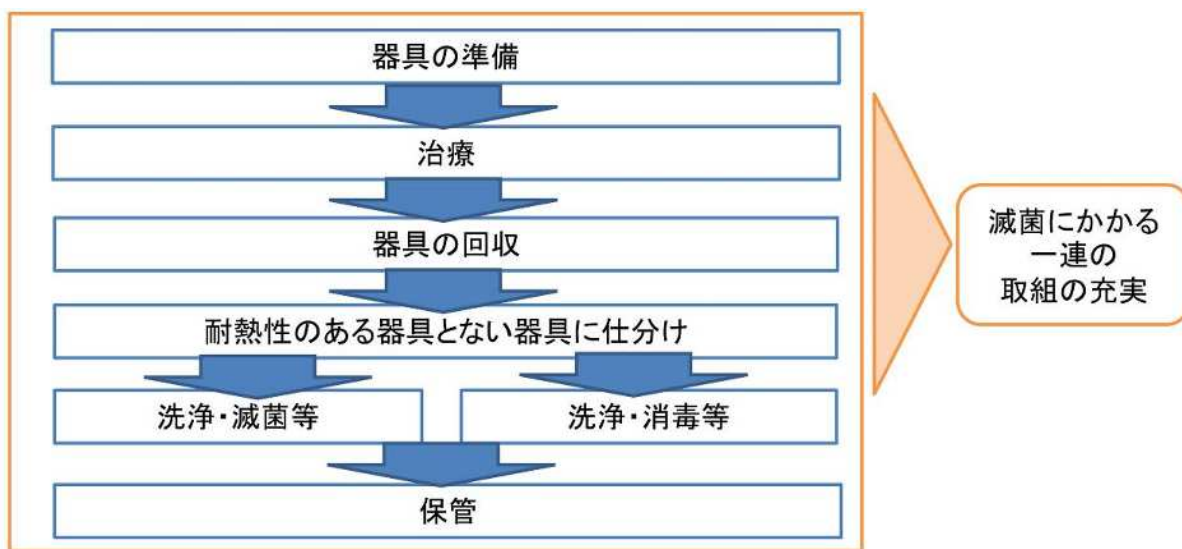 器具の準備
治療
器具の回収
耐熱性のある器具とない器具に仕分け
洗浄・滅菌等
洗浄・消毒等
保管
滅菌にかかる
一連の
取組の充実